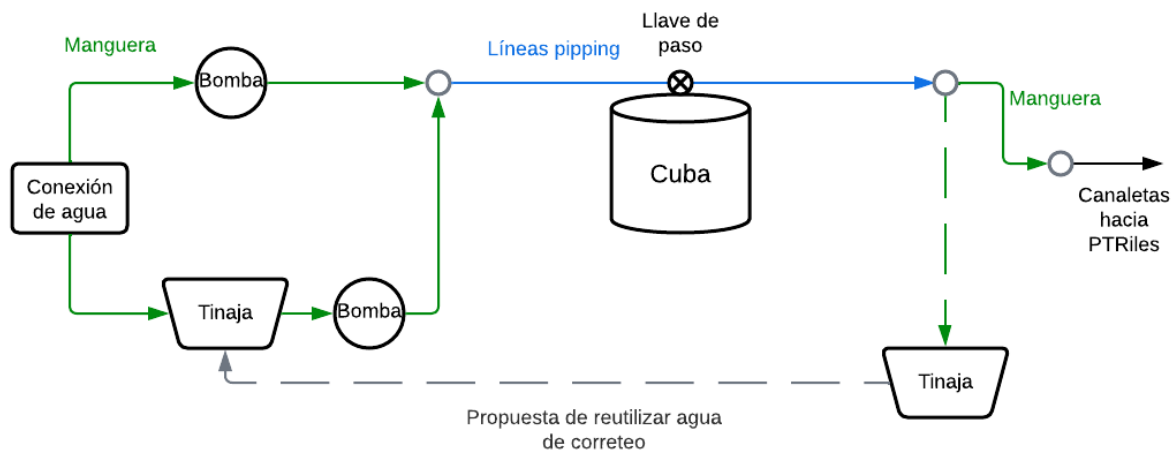 Manguera
Bomba
Líneas pipping
Llave de
paso
Manguera
Conexión
de agua
Cuba
Canaletas
hacia
PTRiles
Tinaja
Bomba
Tinaja
Propuesta de reutilizar agua
de correteo